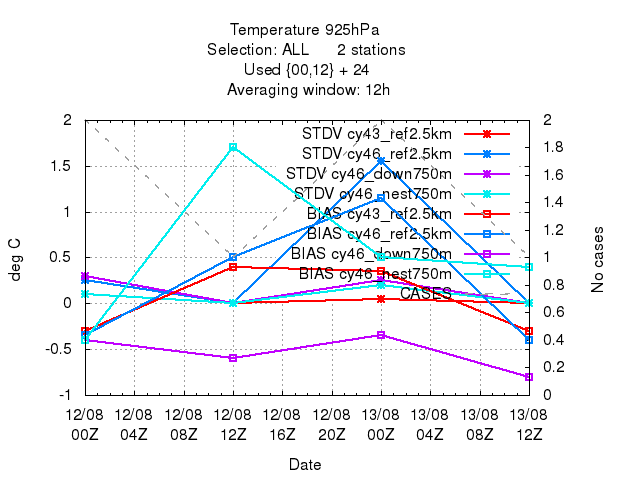 Temperature 925hPa
Selection: ALL 2 stations
Used {00,12} + 24
Averaging window: 12h
STDV cy43_ref2.5km
STDV cy46_ref2.5km
STDV cy46_down750m
STDV cy46_nest750m
BIAS cy43_ref2.5km
BIAS cy46_ref2.5km
BIAS cy46_down750m
BIAS cy46_nest750m
CASES
deg C
2
1.5
1
0.5
0
-0.5
-1
No cases
2
1.8
1.6
1.4
1.2
1
0.8
0.6
0.4
0.2
0
12/08 12/08 12/08 12/08 12/08 12/08 13/08 13/08 13/08 13/08
00Z 04Z 08Z 12Z 16Z 20Z 00Z 04Z 08Z 12Z
Date